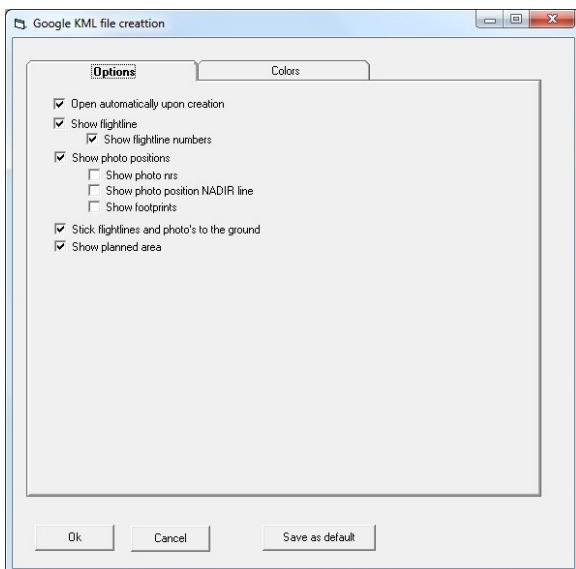 Google KML file creattion
Options
Colors
Open automatically upon creation
Show flightline
Show flightline numbers
Show photo positions
Show photo nrs
Show photo position NADIR line
Show footprints
Stick flightlines and photo's to the ground
Show planned area
Ok
Cancel
Save as default